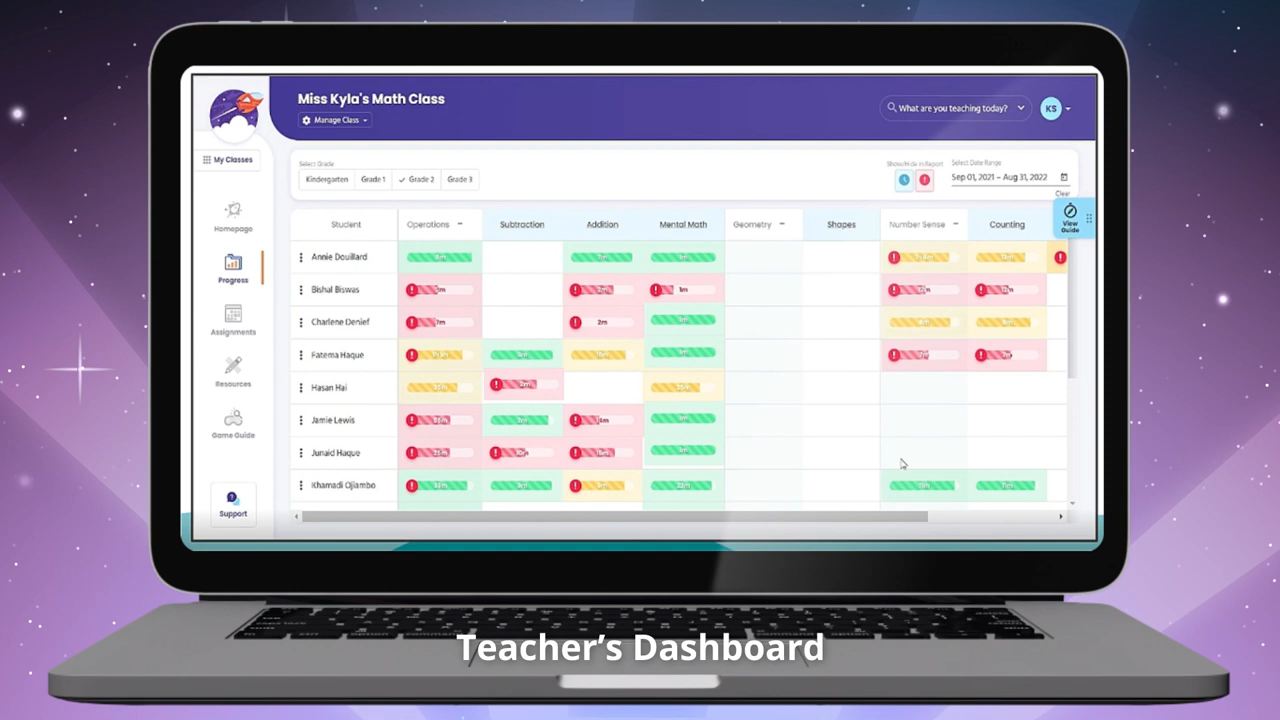 Miss Kyla's Math Class
Manage Class
What are you teaching today?
KS
My Classes
Select Grade
Kindergarten Grade 1 Grade 2 Grade 3
Show/Hide in Report
Select Date Range
Sep 01, 2021 – Aug 31, 2022
Clear
View
Guide
Homepage
Progress
Assignments
Resources
Game Guide
Support
Student Operations Subtraction Addition Mental Math Geometry Shapes Number Sense Counting
Annie Douillard
Bishal Biswas
Charlene Denief 2m
Fatema Haque
Hasan Hai
Jamie Lewis
Junaid Haque
Khamadi Ojiambo
Teacher's Dashboard